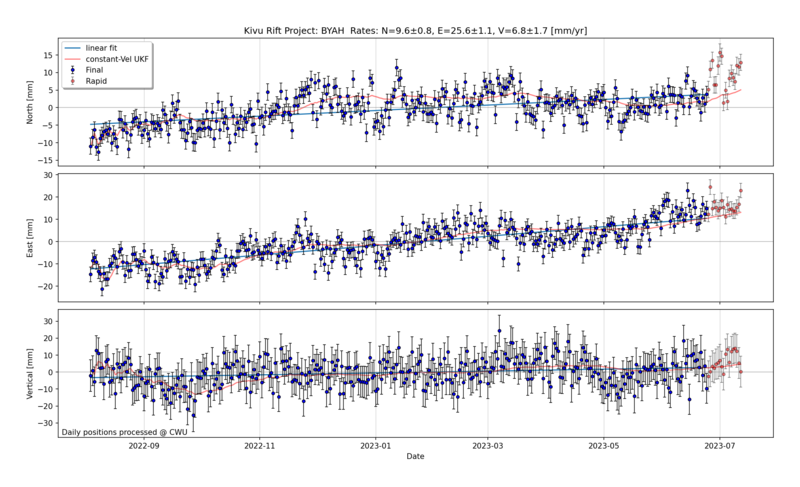 Kivu Rift Project: BYAH  Rates: N=9.6±0.8, E=25.6±1.1, V=6.8±1.7 [mm/yr]
linear fit
constant-Vel UKF
Final
Rapid
North [mm]
15
10
5
0
−5
−10
−15
East [mm]
30
20
10
0
−10
−20
Vertical [mm]
30
20
10
0
−10
−20
−30
Daily positions processed @ CWU
2022-09
2022-11
2023-01
2023-03
2023-05
2023-07
Date